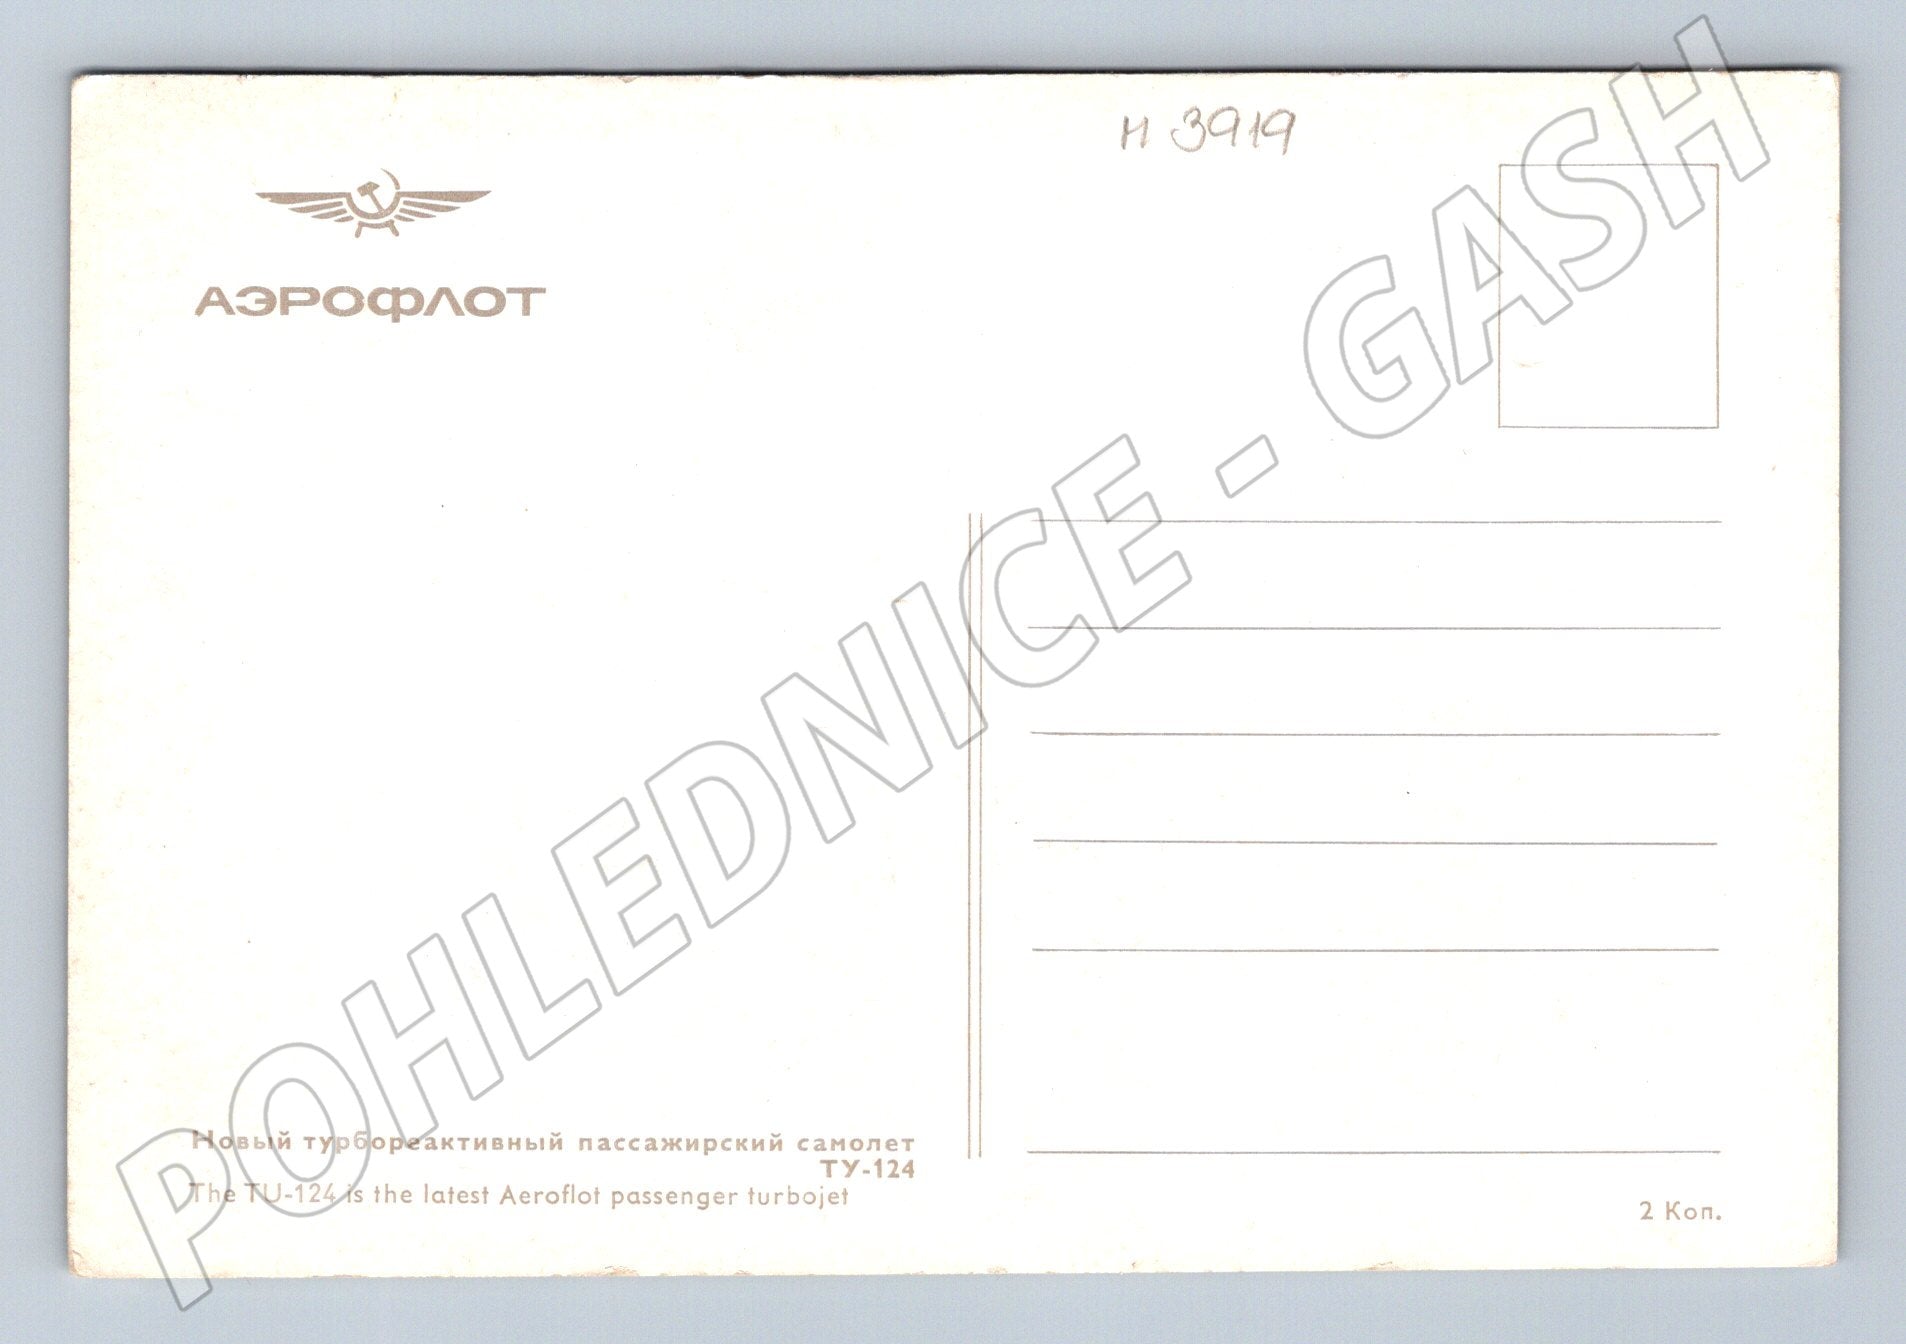 н 3919
АЭРОФЛОТ
POHLEDNICE - GASH
Новый турбореактивный пассажирский самолет
ТУ-124
The TU-124 is the latest Aeroflot passenger turbojet
2 Коп.